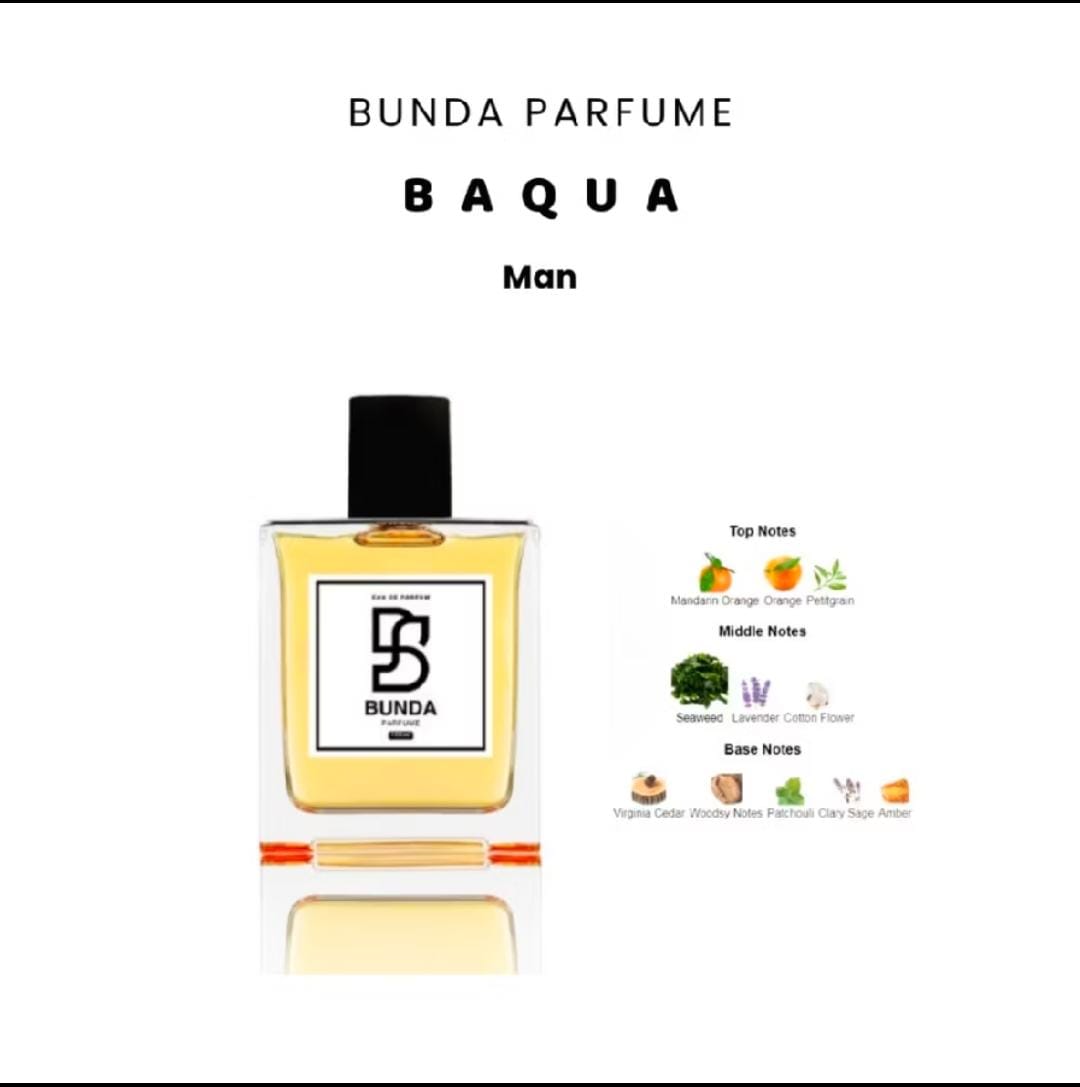 BUNDA PARFUME
BAQUA
Man
EAU DE PARFUM
BUNDA
PARFUME
Top Notes
Mandarin Orange Orange Petitgrain
Middle Notes
Seaweed Lavender Cotton Flower
Base Notes
Virginia Cedar Woodsy Notes Patchouli Clary Sage Amber